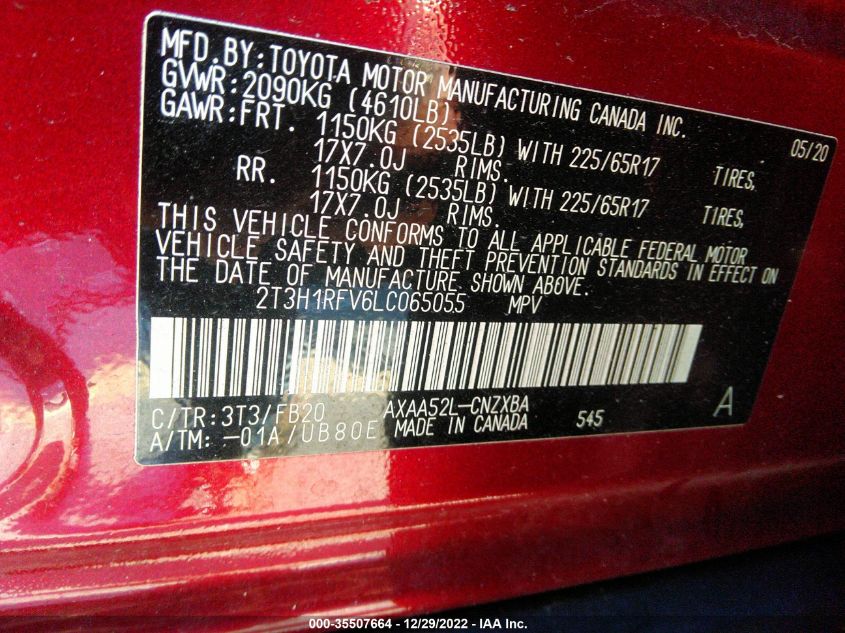 MFD.BY:TOYOTA MOTOR MANUFACTURING CANADA INC.
GVWR:2090KG (4610LB) 05/20
GAWR:FRT. 1150KG (2535LB) WITH 225/65R17 TIRES,
17X7.0J RIMS.
RR. 1150KG (2535LB) WITH 225/65R17 TIRES,
17X7.0J RIMS.
THIS VEHICLE CONFORMS TO ALL APPLICABLE FEDERAL MOTOR
VEHICLE SAFETY AND THEFT PREVENTION STANDARDS IN EFFECT ON
THE DATE OF MANUFACTURE SHOWN ABOVE.
2T3H1RFV6LC065055 MPV
C/TR:3T3/FB20 AXAA52L-CNZXBA A
A/TM:-01A/UB80E MADE IN CANADA 545
000-35507664 - 12/29/2022 - IAA Inc.